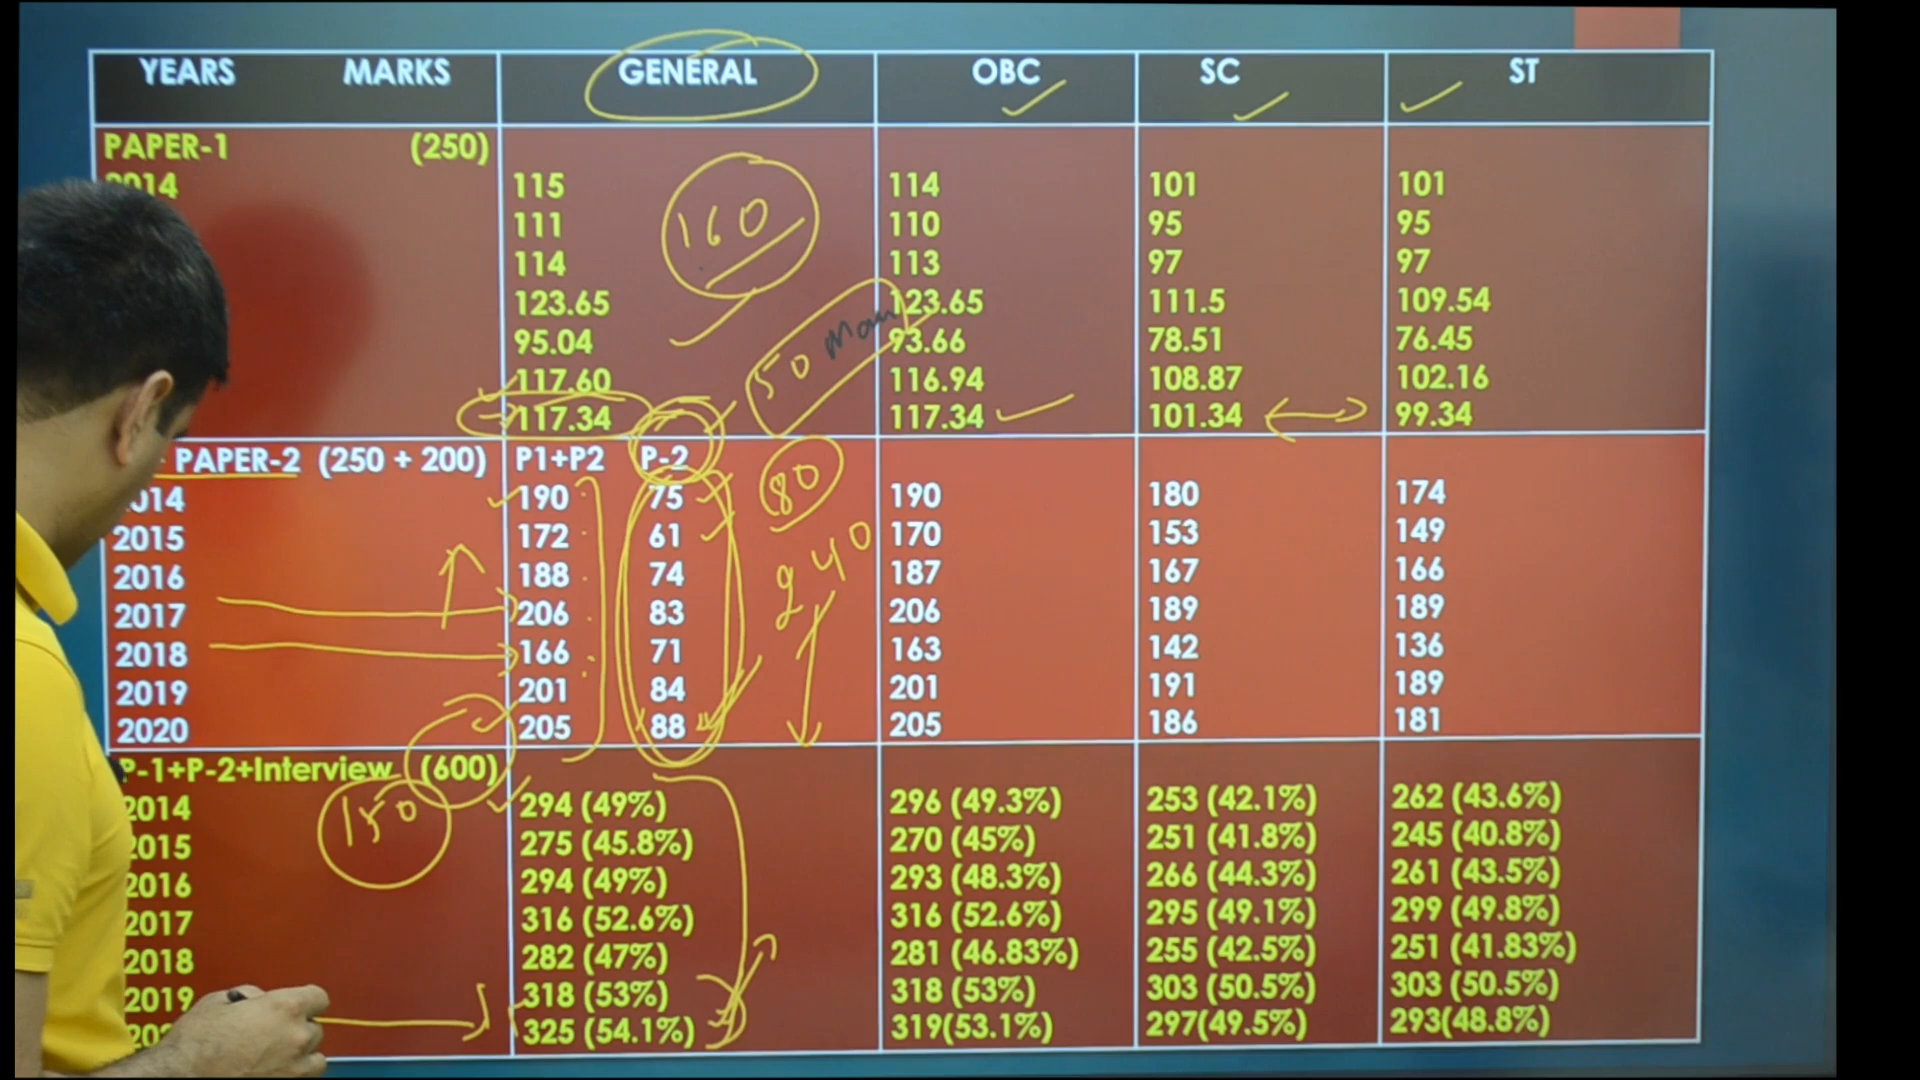 YEARS MARKS GENERAL OBC SC ST
PAPER-1 (250)
2014 115 114 101 101
111 110 95 95
114 113 97 97
123.65 123.65 111.5 109.54
95.04 93.66 78.51 76.45
117.60 116.94 108.87 102.16
117.34 117.34 101.34 99.34
160
50
80
PAPER-2 (250 + 200) P1+P2 P-2
2014 190 75 190 180 174
2015 172 61 170 153 149
2016 188 74 187 167 166
2017 206 83 206 189 189
2018 166 71 163 142 136
2019 201 84 201 191 189
2020 205 88 205 186 181
40
P-1+P-2+Interview (600)
150
2014 294 (49%) 296 (49.3%) 253 (42.1%) 262 (43.6%)
2015 275 (45.8%) 270 (45%) 251 (41.8%) 245 (40.8%)
2016 294 (49%) 293 (48.3%) 266 (44.3%) 261 (43.5%)
2017 316 (52.6%) 316 (52.6%) 295 (49.1%) 299 (49.8%)
2018 282 (47%) 281 (46.83%) 255 (42.5%) 251 (41.83%)
2019 318 (53%) 318 (53%) 303 (50.5%) 303 (50.5%)
325 (54.1%) 319(53.1%) 297(49.5%) 293(48.8%)